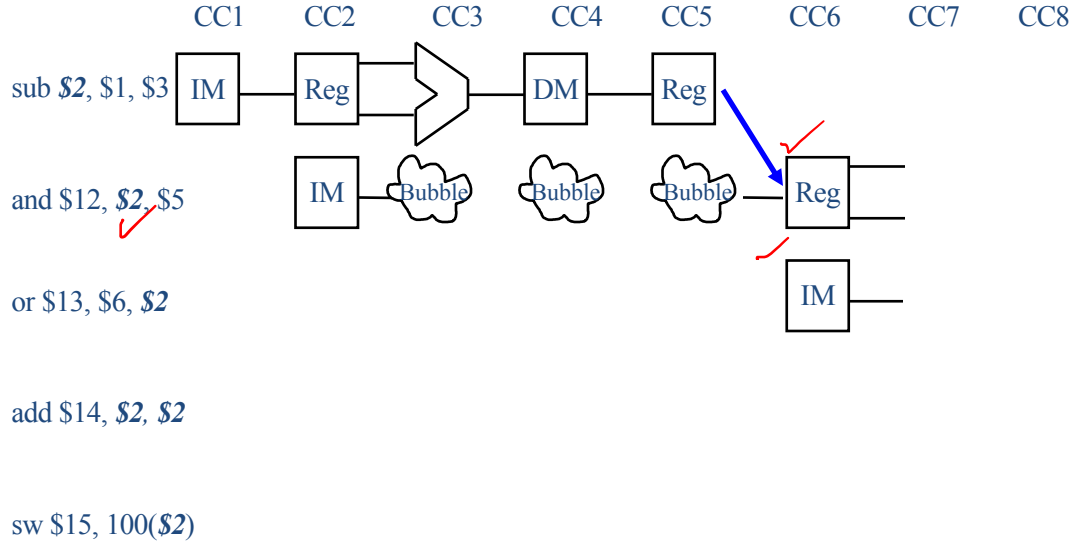 CC1 CC2 CC3 CC4 CC5 CC6 CC7 CC8
sub $2, $1, $3 IM Reg DM Reg
and $12, $2, $5 IM Bubble Bubble Bubble Reg
or $13, $6, $2 IM
add $14, $2, $2
sw $15, 100($2)